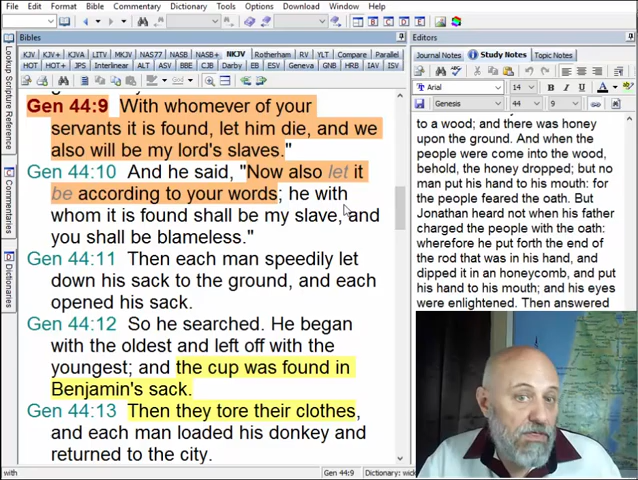 File Edit View Bible Commentary Dictionary Tools Options Download Window Help
Bibles
KJV KJV+ KJVA LITV MKJV NAS77 NASB NASB+ NKJV Rotherham RV YLT Compare Parallel
HOT HOT+ JPS Interlinear ALT ALT3 NIV Darby EB ESV Geneva GNB HRB IAV ISV
Gen 44:9 With whomever of your
servants it is found, let him die, and we
also will be my lord's slaves."
Gen 44:10 And he said, "Now also let it
be according to your words; he with
whom it is found shall be my slave, and
you shall be blameless."
Gen 44:11 Then each man speedily let
down his sack to the ground, and each
opened his sack.
Gen 44:12 So he searched. He began
with the oldest and left off with the
youngest; and the cup was found in
Benjamin's sack.
Gen 44:13 Then they tore their clothes,
and each man loaded his donkey and
returned to the city.
Lookup Scripture Reference
Commentaries
Dictionaries
Editors
Journal Notes Study Notes Topic Notes
Arial 14
Genesis 44 9
to a wood; and there was honey
upon the ground. And when the
people were come into the wood,
behold, the honey dropped; but no
man put his hand to his mouth: for
the people feared the oath. But
Jonathan heard not when his father
charged the people with the oath:
wherefore he put forth the end of
the rod that was in his hand, and
dipped it in an honeycomb, and put
his hand to his mouth; and his eyes
were enlightened. Then answered
with Gen 44:9